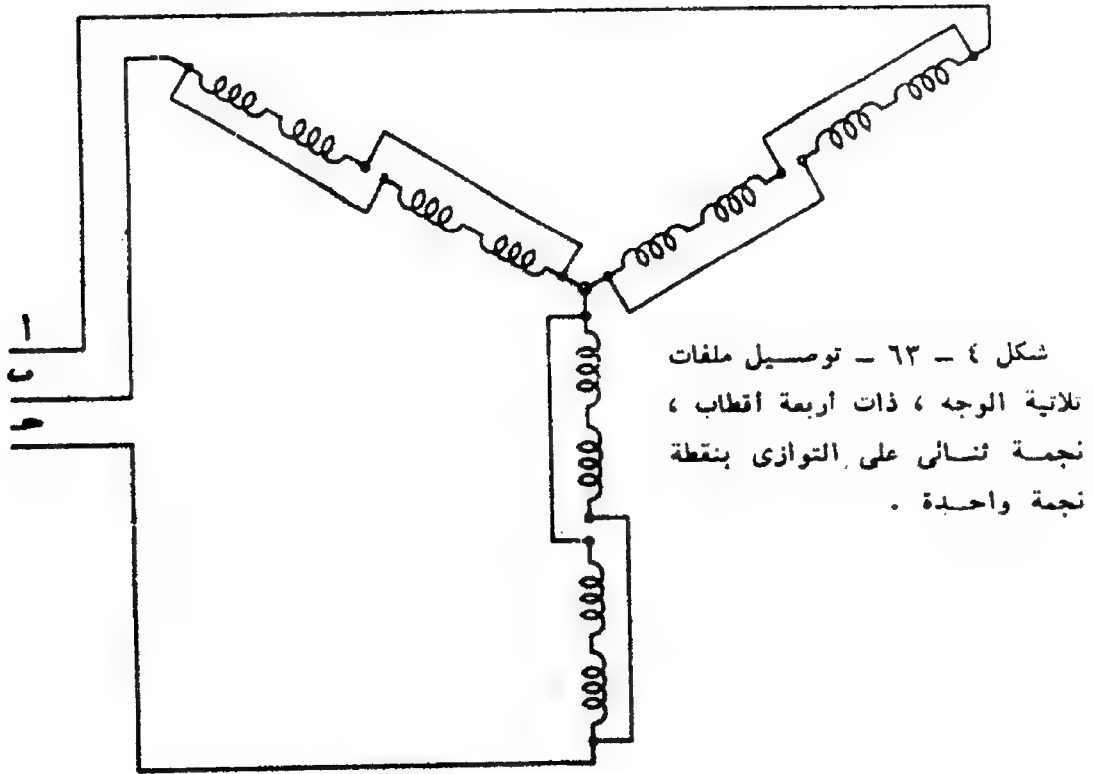 ا
ب
ج
شكل ٤ – ٦٣ – توصيل ملفات
ثلاثية الوجه ، ذات أربعة أقطاب ،
نجمة ثنائى على التوازى بنقطة
نجمة واحدة .